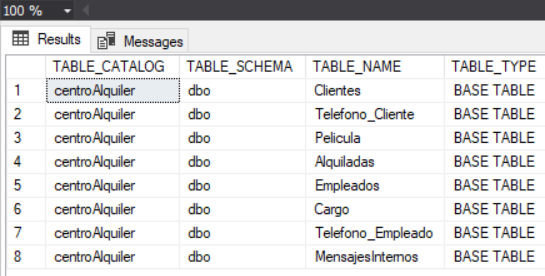 100 %
Results Messages
TABLE_CATALOG TABLE_SCHEMA TABLE_NAME TABLE_TYPE
1 centroAlquiler dbo Clientes BASE TABLE
2 centroAlquiler dbo Telefono_Cliente BASE TABLE
3 centroAlquiler dbo Pelicula BASE TABLE
4 centroAlquiler dbo Alquiladas BASE TABLE
5 centroAlquiler dbo Empleados BASE TABLE
6 centroAlquiler dbo Cargo BASE TABLE
7 centroAlquiler dbo Telefono_Empleado BASE TABLE
8 centroAlquiler dbo MensajesInternos BASE TABLE